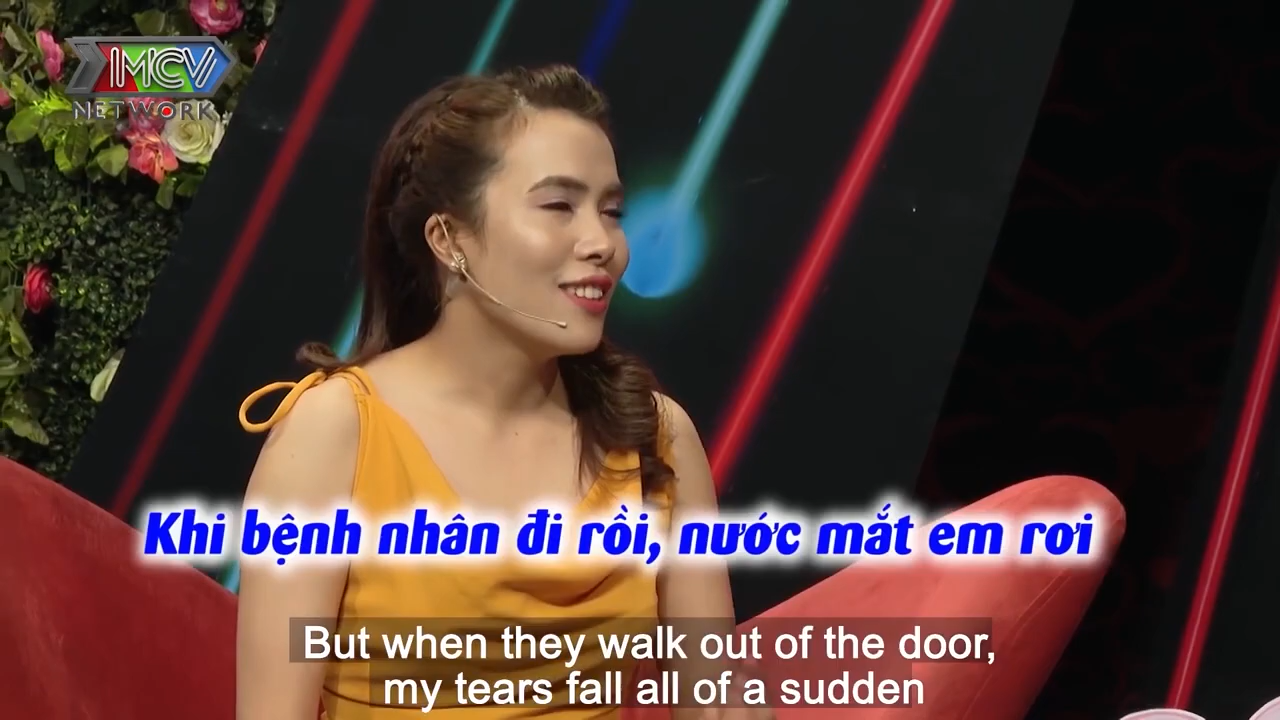 MCV
NETWORK
Khi bệnh nhân đi rồi, nước mắt em rơi
But when they walk out of the door,
my tears fall all of a sudden